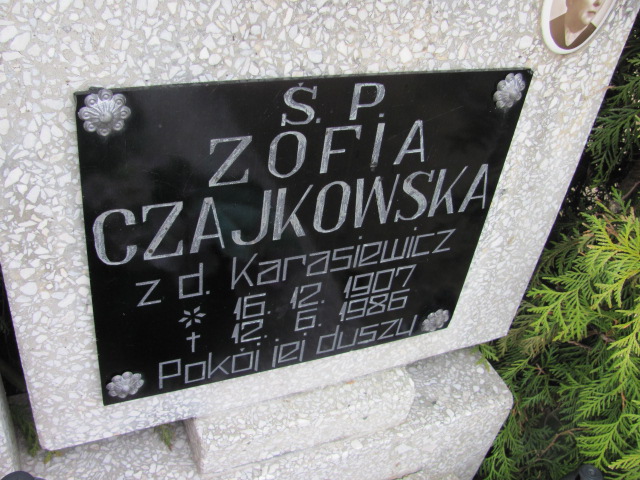 Ś. P.
ZOFIA
CZAJKOWSKA
z d. Karasiewicz
* 16. 12. 1907
† 12. 6. 1986
Pokój jej duszy